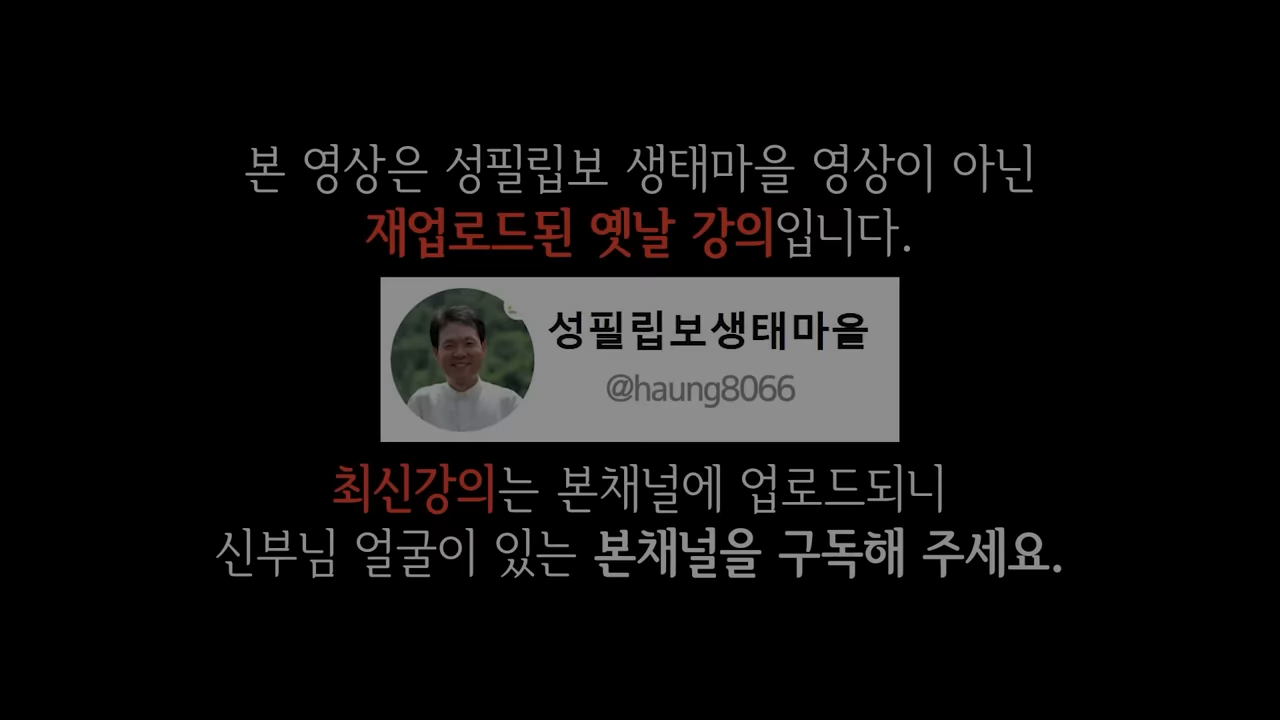 본 영상은 성필립보 생태마을 영상이 아닌
재업로드된 옛날 강의입니다.
성필립보생태마을
@haung8066
최신강의는 본채널에 업로드되니
신부님 얼굴이 있는 본채널을 구독해 주세요.